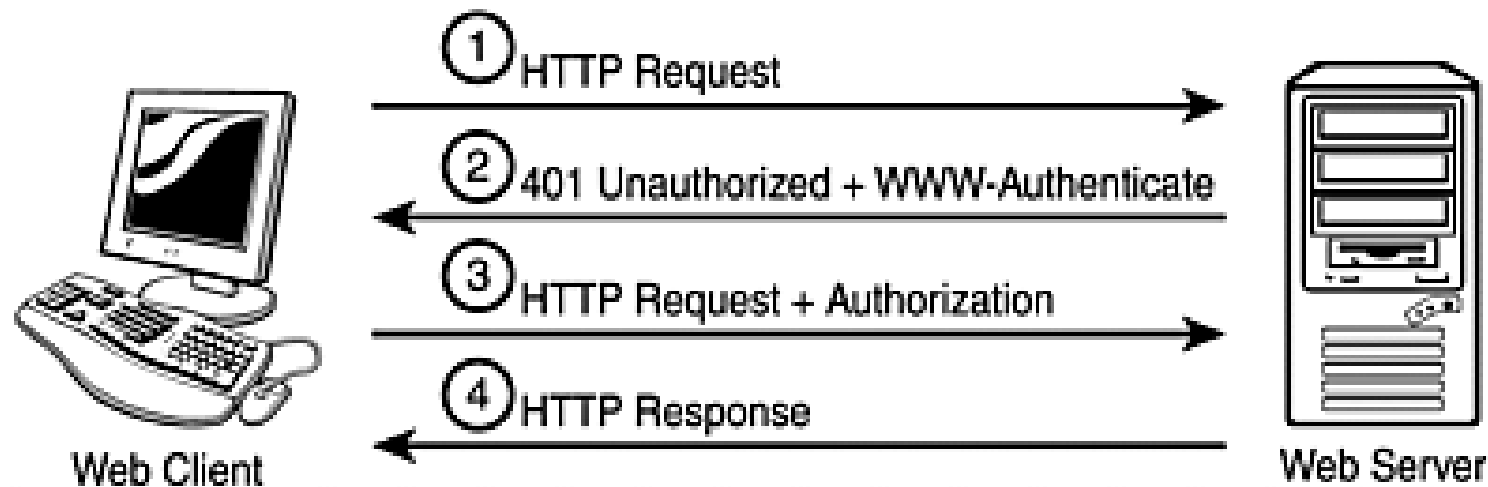 1
HTTP Request
2
401 Unauthorized + WWW-Authenticate
3
HTTP Request + Authorization
4
HTTP Response
Web Client
Web Server